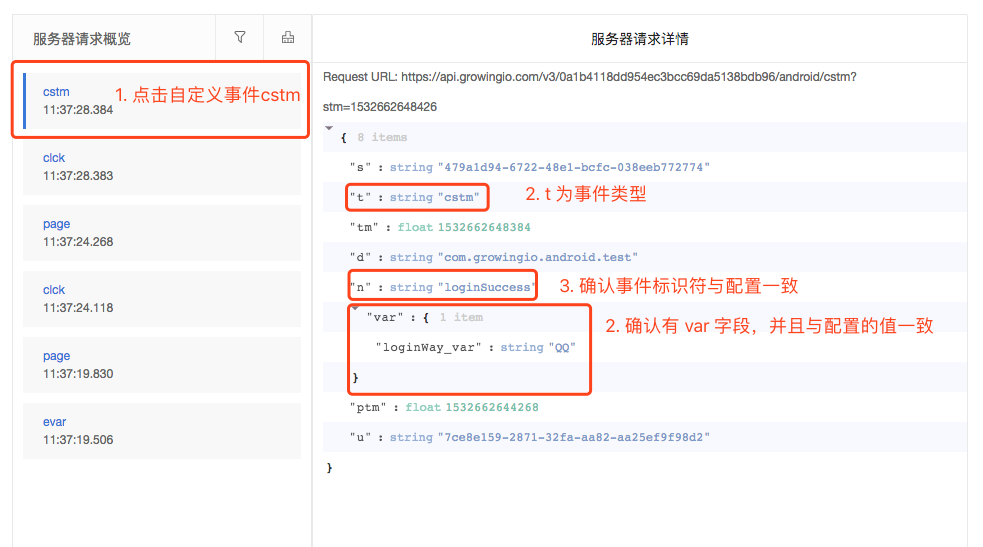 服务器请求概览
服务器请求详情
cstm
11:37:28.384
1. 点击自定义事件cstm
clck
11:37:28.383
page
11:37:24.268
clck
11:37:24.118
page
11:37:19.830
evar
11:37:19.506
Request URL: https://api.growingio.com/v3/0a1b4118dd954ec3bcc69da5138bdb96/android/cstm?
stm=1532662648426
{ 8 items
"s" : string "479a1d94-6722-48e1-bcfc-038eeb772774"
"t" : string "cstm" 2. t 为事件类型
"tm" : float 1532662648384
"d" : string "com.growingio.android.test"
"n" : string "loginSuccess" 3. 确认事件标识符与配置一致
"var" : { 1 item 2. 确认有 var 字段，并且与配置的值一致
"loginWay_var" : string "QQ"
}
"ptm" : float 1532662644268
"u" : string "7ce8e159-2871-32fa-aa82-aa25ef9f98d2"
}